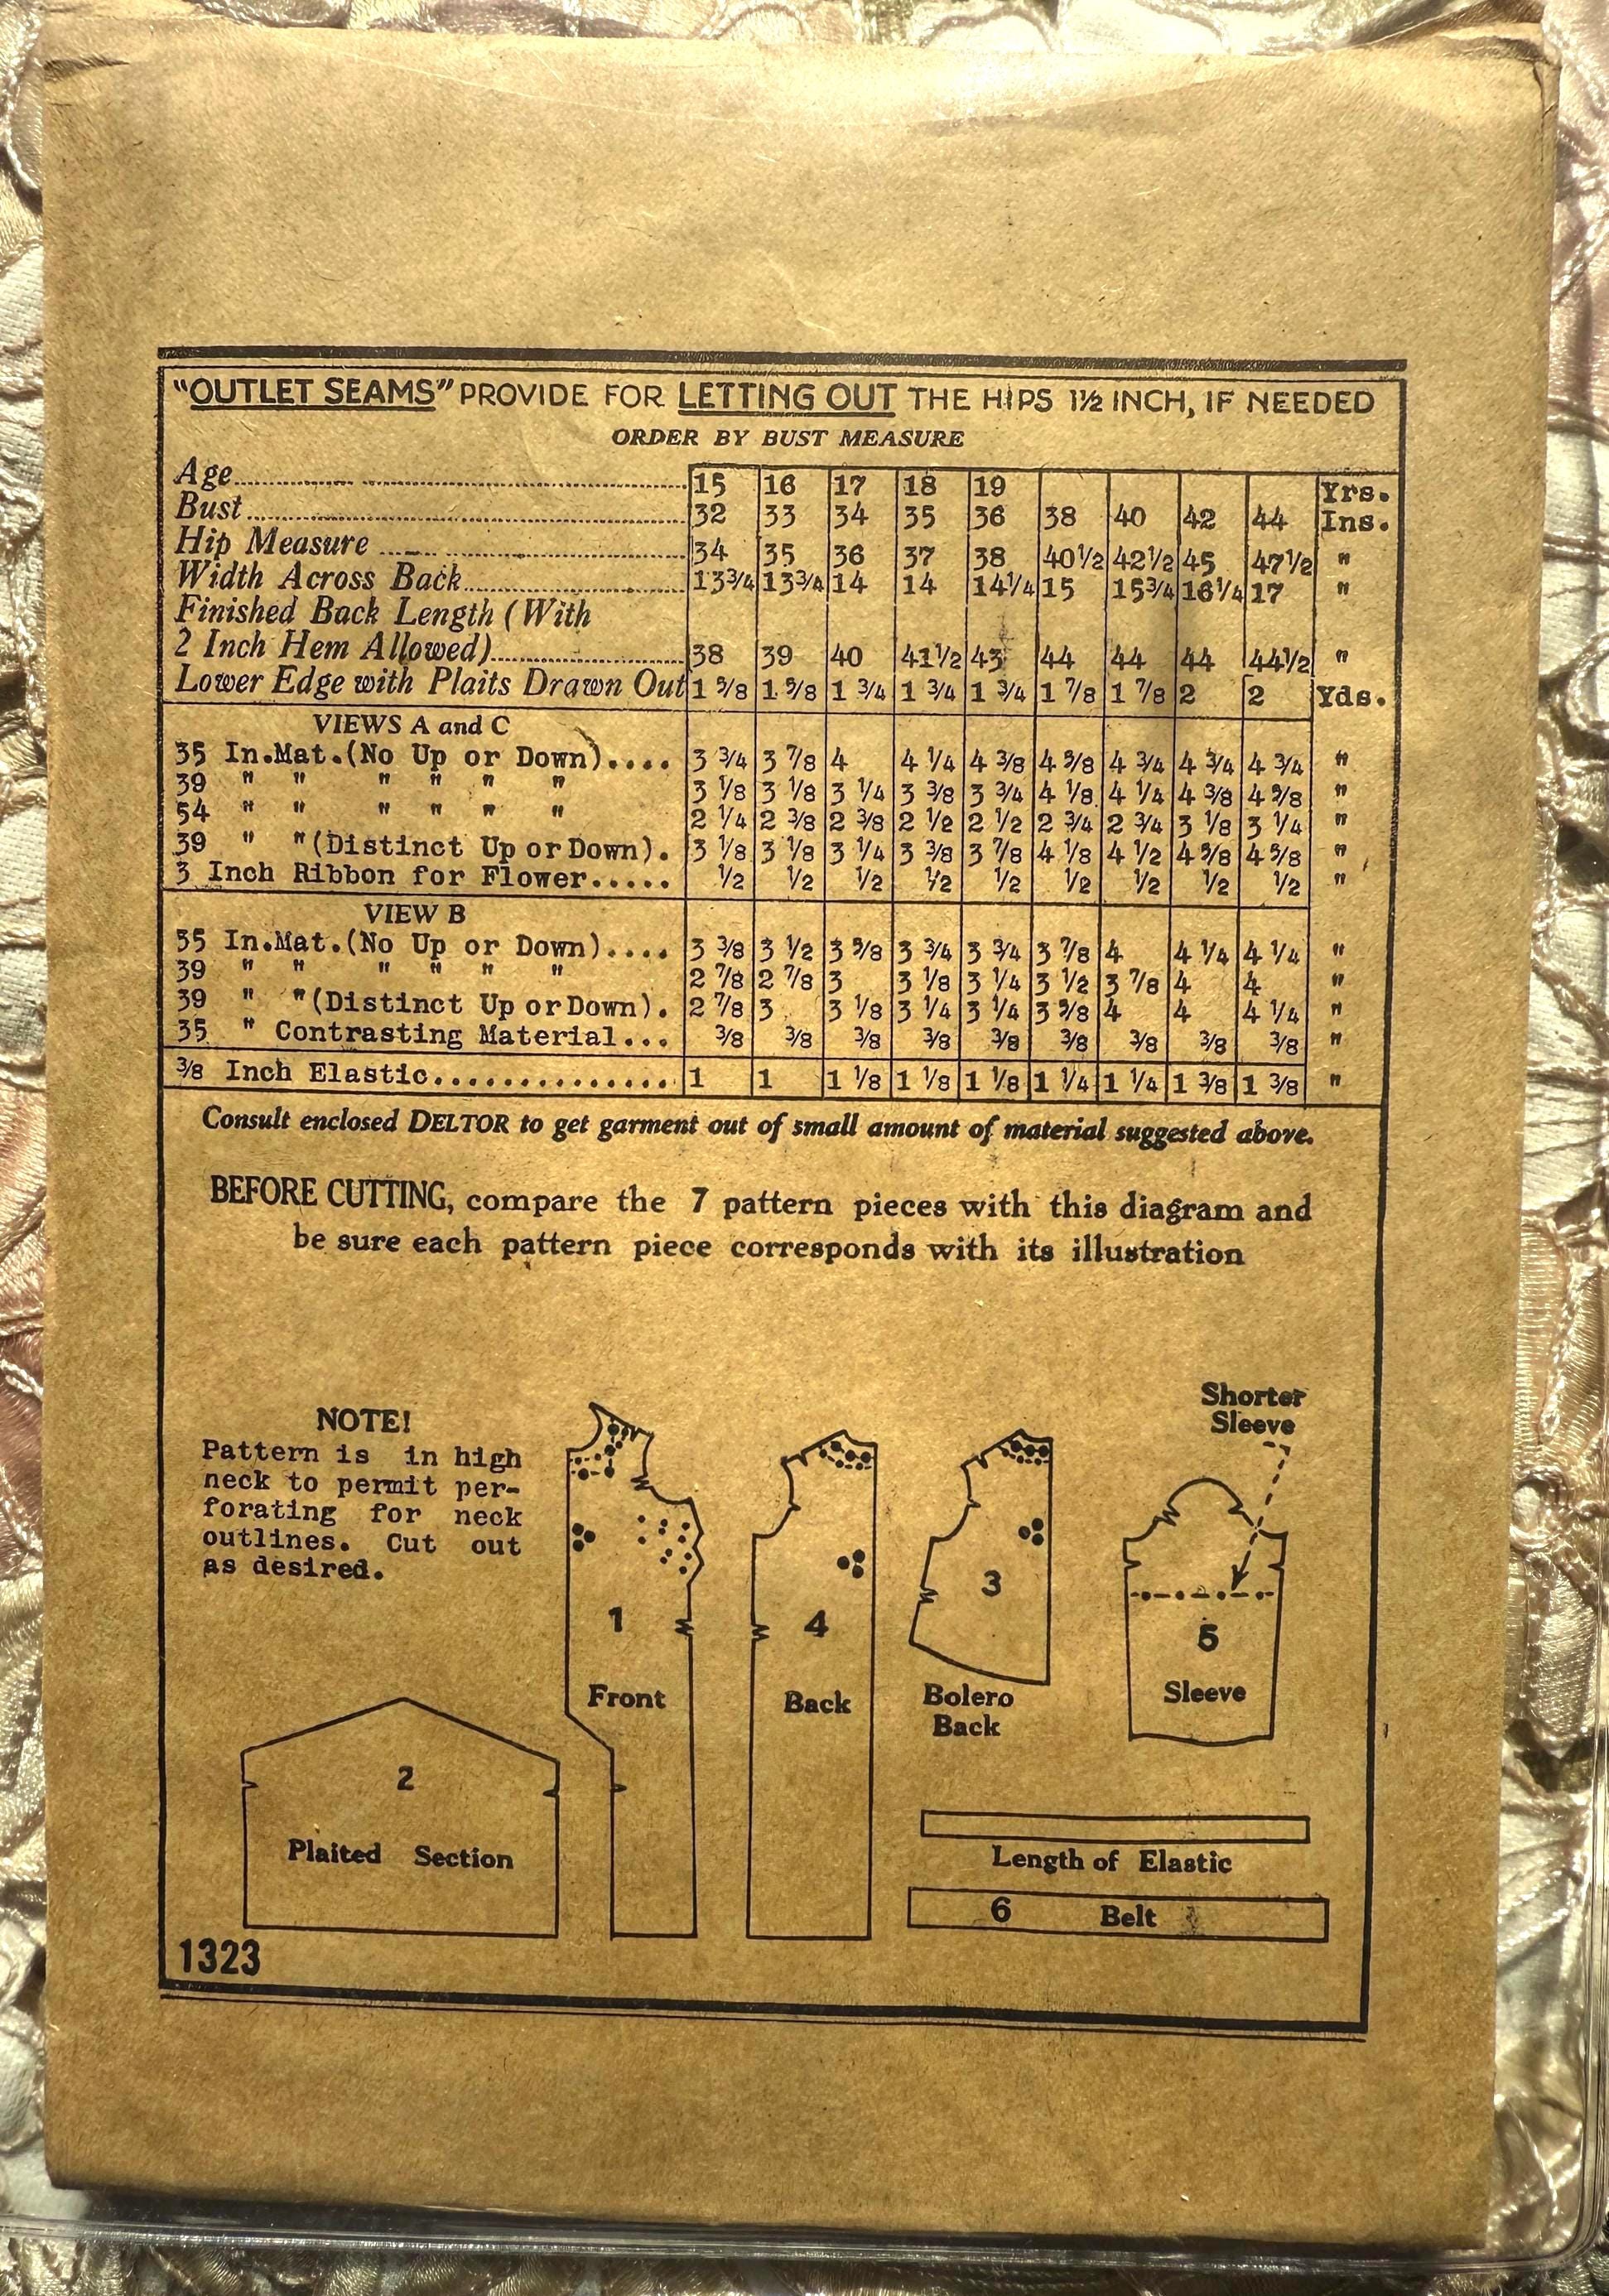 "OUTLET SEAMS" PROVIDE FOR LETTING OUT THE HIPS 1½ INCH, IF NEEDED
ORDER BY BUST MEASURE
Age 15 16 17 18 19 Yrs.
Bust 32 33 34 35 36 38 40 42 44 Ins.
Hip Measure 34 35 36 37 38 40½ 42½ 45 47½ "
Width Across Back 13¾ 13¾ 14 14 14¼ 15 15¾ 16¼ 17 "
Finished Back Length (With
2 Inch Hem Allowed) 38 39 40 41½ 43 44 44 44 44½ "
Lower Edge with Plaits Drawn Out 1 5/8 1 5/8 1 3/4 1 3/4 1 3/4 1 7/8 1 7/8 2 2 Yds.
VIEWS A and C
35 In.Mat.(No Up or Down).... 3 3/4 3 7/8 4 4 1/4 4 3/8 4 5/8 4 3/4 4 3/4 4 3/4 "
39 " " " " " " 3 1/8 3 1/8 3 1/4 3 3/8 3 3/4 4 1/8 4 1/4 4 3/8 4 5/8 "
54 " " " " " " 2 1/4 2 3/8 2 3/8 2 1/2 2 1/2 2 3/4 2 3/4 3 1/8 3 1/4 "
39 " "(Distinct Up or Down). 3 1/8 3 1/8 3 1/4 3 3/8 3 7/8 4 1/8 4 1/2 4 5/8 4 5/8 "
3 Inch Ribbon for Flower..... 1/2 1/2 1/2 1/2 1/2 1/2 1/2 1/2 1/2 "
VIEW B
35 In.Mat.(No Up or Down).... 3 3/8 3 1/2 3 5/8 3 3/4 3 3/4 3 7/8 4 4 1/4 4 1/4 "
39 " " " " " " 2 7/8 2 7/8 3 3 1/8 3 1/4 3 1/2 3 7/8 4 4 "
39 " "(Distinct Up or Down). 2 7/8 3 3 1/8 3 1/4 3 1/4 3 5/8 4 4 4 1/4 "
35 " Contrasting Material... 3/8 3/8 3/8 3/8 3/8 3/8 3/8 3/8 3/8 "
3/8 Inch Elastic.............. 1 1 1 1/8 1 1/8 1 1/8 1 1/4 1 1/4 1 3/8 1 3/8 "
Consult enclosed DELTOR to get garment out of small amount of material suggested above.
BEFORE CUTTING, compare the 7 pattern pieces with this diagram and
be sure each pattern piece corresponds with its illustration
NOTE!
Pattern is in high
neck to permit per-
forating for neck
outlines. Cut out
as desired.
Shorter
Sleeve
1
Front
4
Back
3
Bolero
Back
5
Sleeve
2
Plaited Section
Length of Elastic
6 Belt
1323